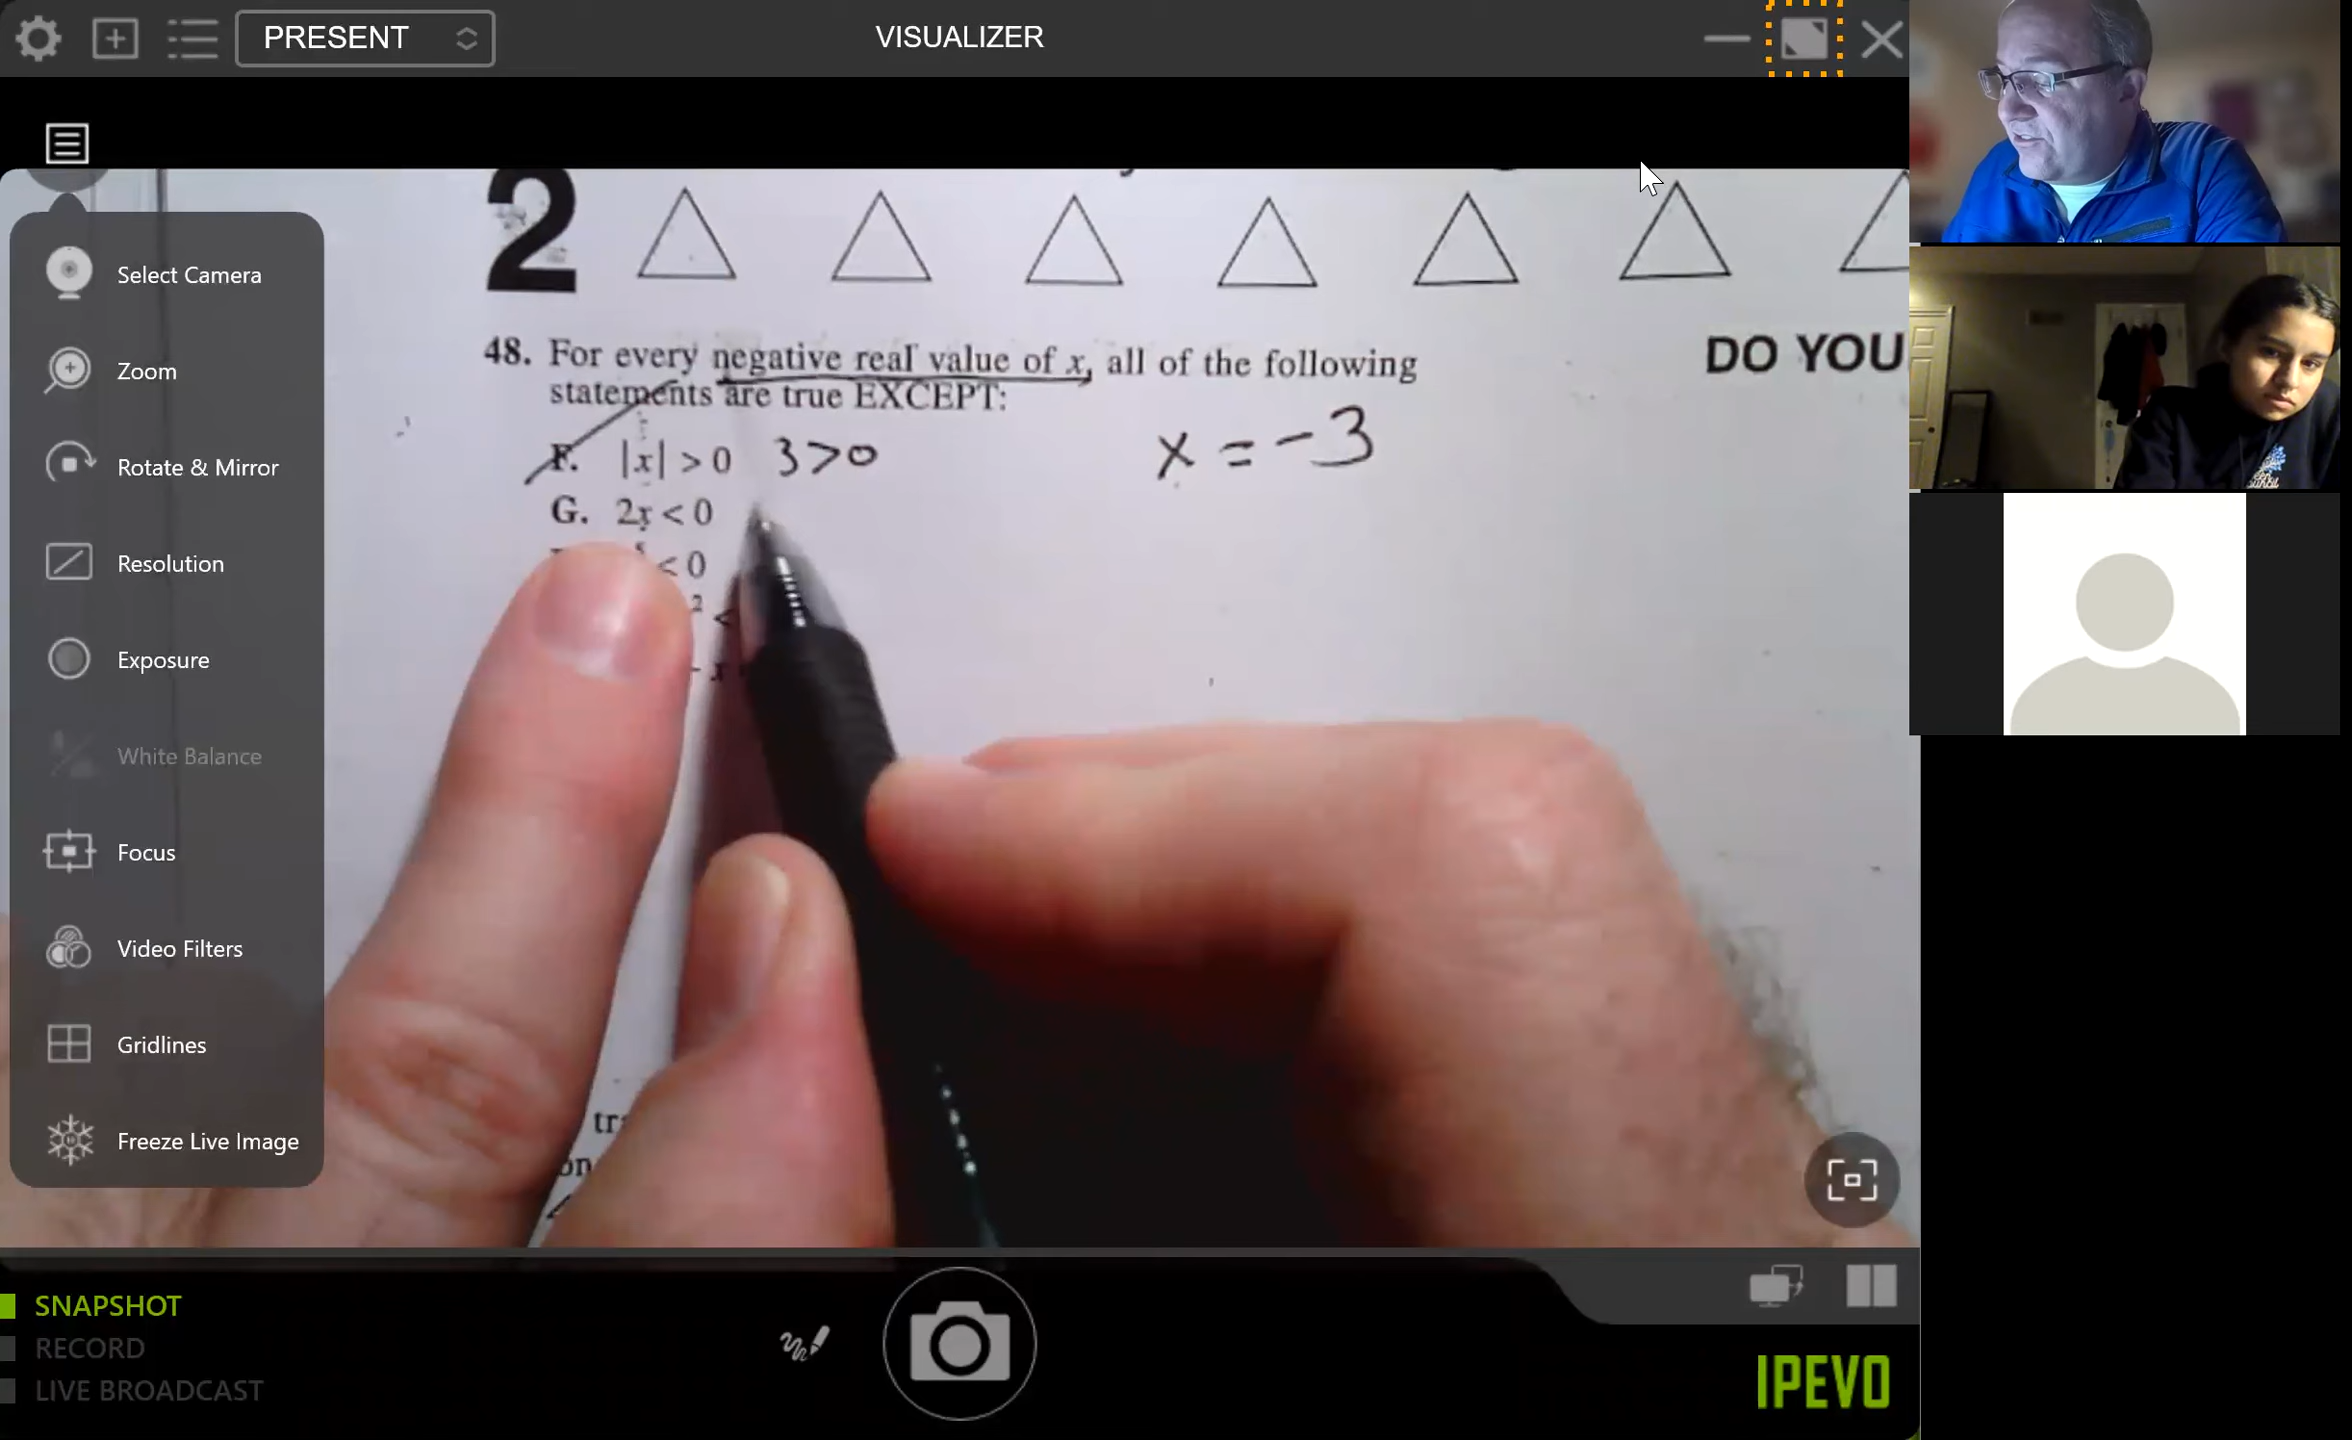 PRESENT
VISUALIZER
Select Camera
Zoom
Rotate & Mirror
Resolution
Exposure
White Balance
Focus
Video Filters
Gridlines
Freeze Live Image
2
48. For every negative real value of x, all of the following
statements are true EXCEPT:
F. |x| > 0 3>0
x = -3
G. 2x < 0
< 0
2 <
- x
DO YOU
SNAPSHOT
RECORD
LIVE BROADCAST
IPEVO